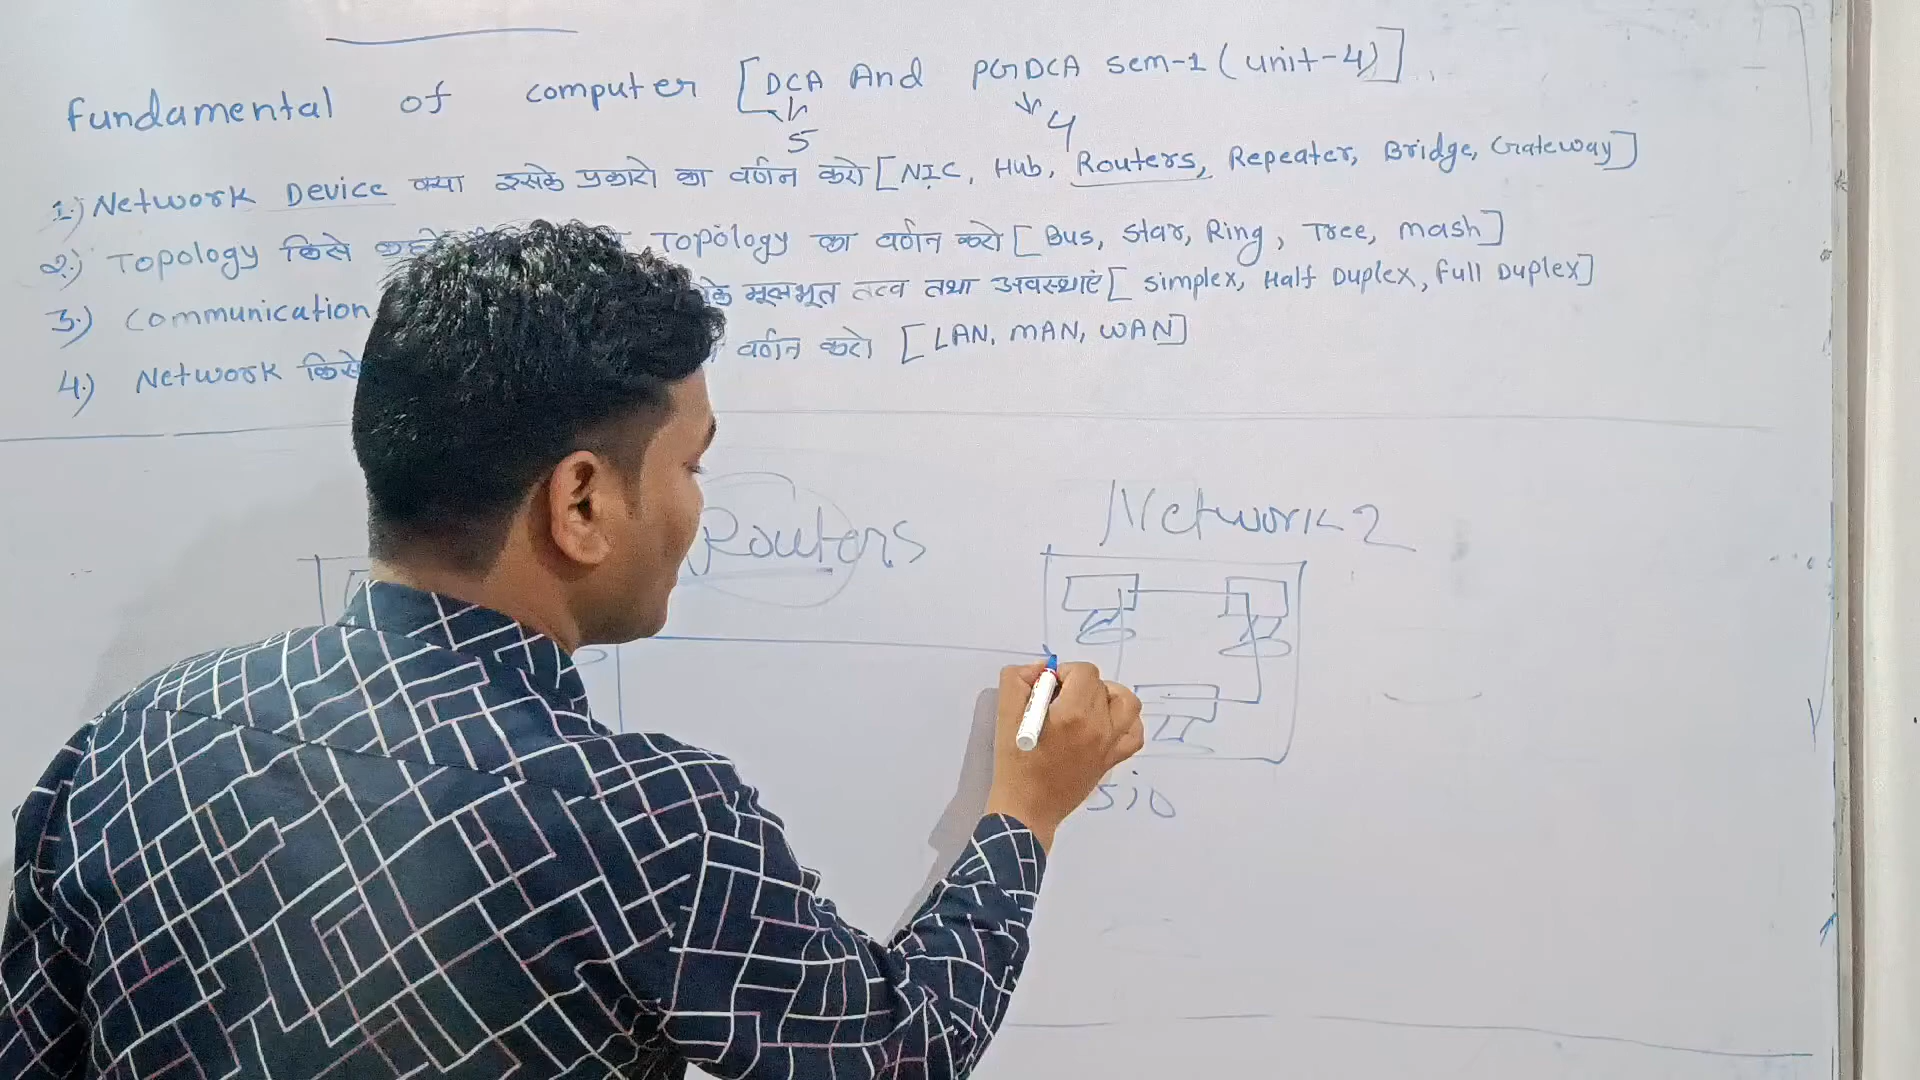 Fundamental of computer [DCA And PGDCA sem-1 (unit-4)]
5 4
1.) Network Device क्या इसके प्रकारो का वर्णन करो [NIC, Hub, Routers, Repeater, Bridge, Gateway]
2.) Topology किसे Topology का वर्णन करो [Bus, Star, Ring, Tree, mash]
3.) Communication के मूलभूत तत्व तथा अवस्थाएं [simplex, Half Duplex, Full Duplex]
4.) Network किसे वर्णन करो [LAN, MAN, WAN]
Routers
Network 2